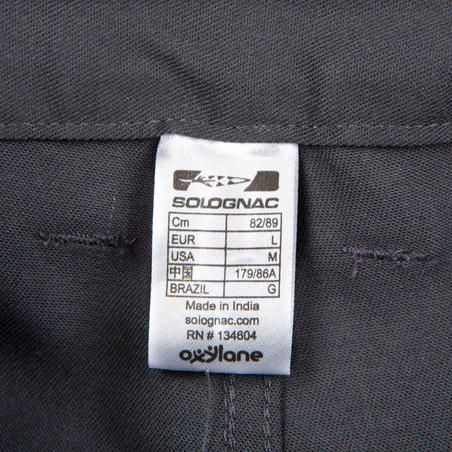 SOLOGNAC
Cm 82/89
EUR L
USA M
中国 179/86A
BRAZIL G
Made in India
solognac.com
RN # 134604
oxylane